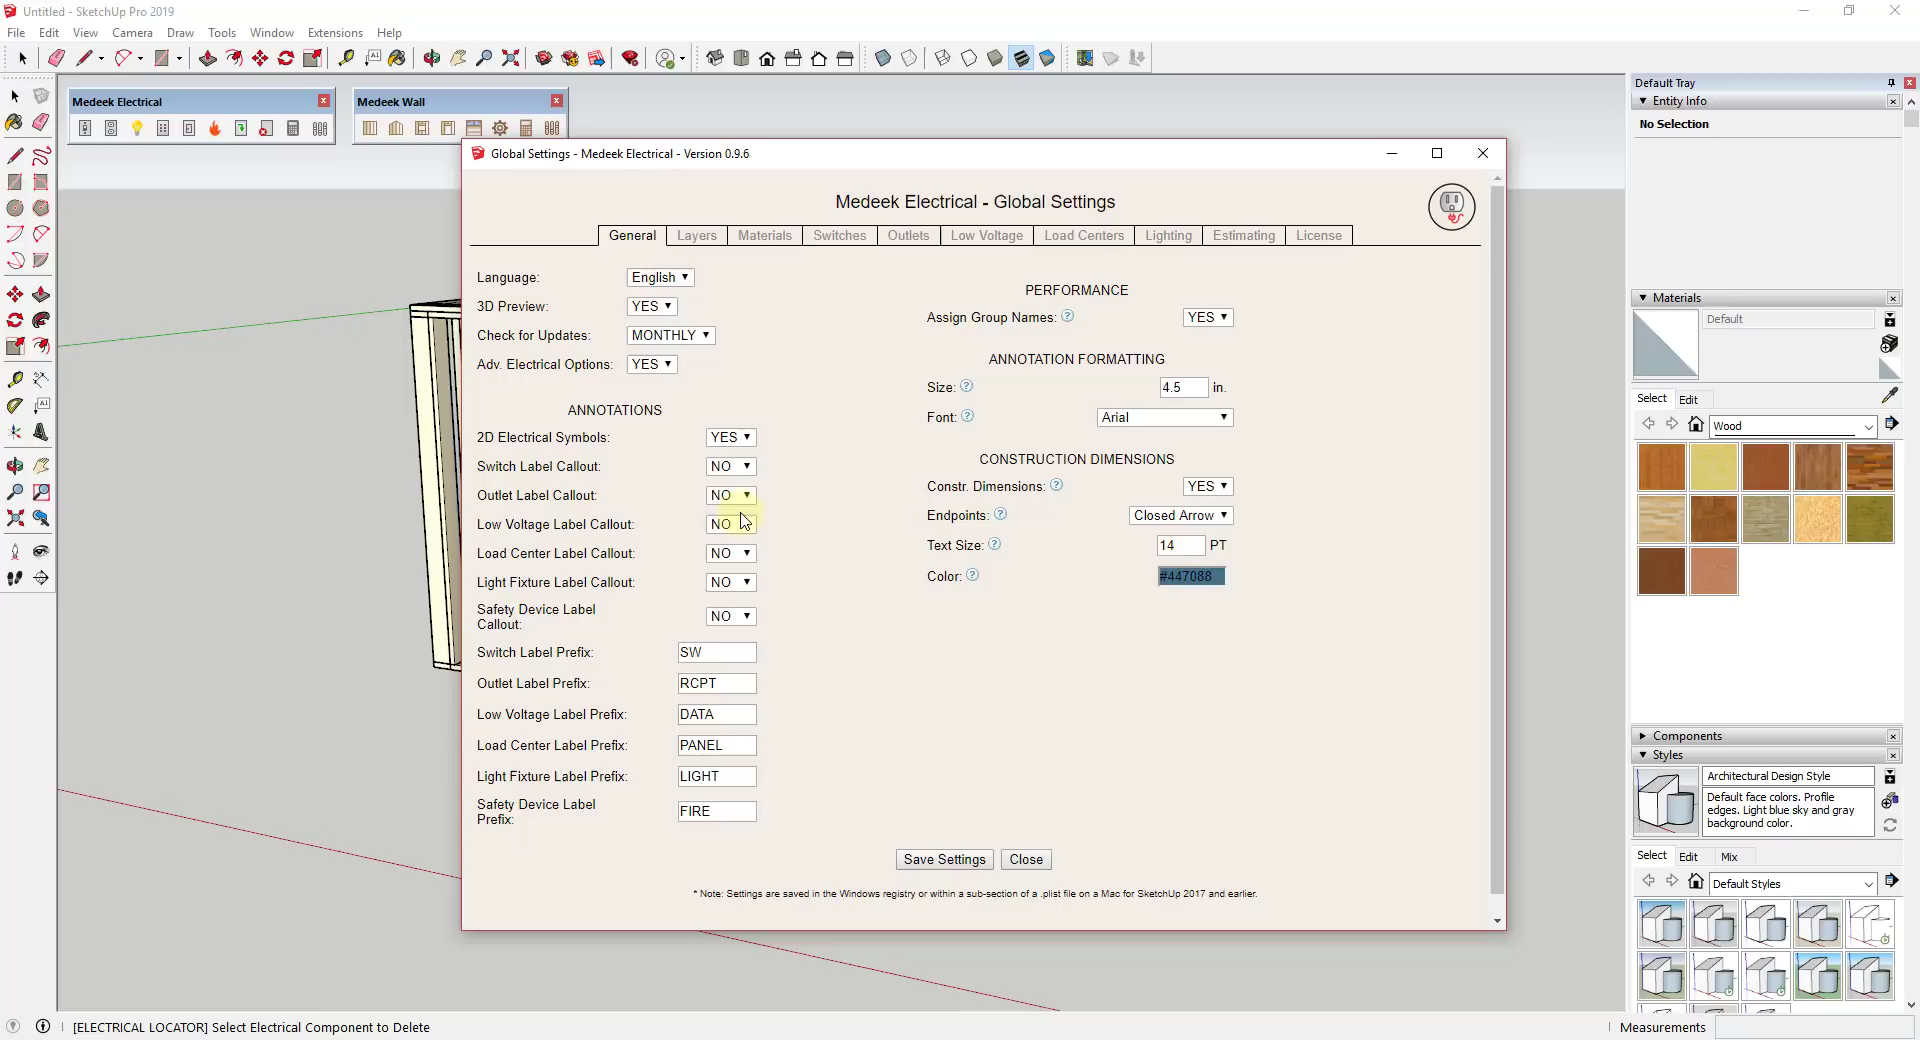 Untitled - SketchUp Pro 2019
File Edit View Camera Draw Tools Window Extensions Help
Medeek Electrical
Medeek Wall
Global Settings - Medeek Electrical - Version 0.9.6
Medeek Electrical - Global Settings
General Layers Materials Switches Outlets Low Voltage Load Centers Lighting Estimating License
Language: English
3D Preview: YES
Check for Updates: MONTHLY
Adv. Electrical Options: YES
ANNOTATIONS
2D Electrical Symbols: YES
Switch Label Callout: NO
Outlet Label Callout: NO
Low Voltage Label Callout: NO
Load Center Label Callout: NO
Light Fixture Label Callout: NO
Safety Device Label
Callout: NO
Switch Label Prefix: SW
Outlet Label Prefix: RCPT
Low Voltage Label Prefix: DATA
Load Center Label Prefix: PANEL
Light Fixture Label Prefix: LIGHT
Safety Device Label
Prefix: FIRE
PERFORMANCE
Assign Group Names: ? YES
ANNOTATION FORMATTING
Size: ? 4.5 in.
Font: ? Arial
CONSTRUCTION DIMENSIONS
Constr. Dimensions: ? YES
Endpoints: ? Closed Arrow
Text Size: ? 14 PT
Color: ? #447088
Save Settings Close
* Note: Settings are saved in the Windows registry or within a sub-section of a .plist file on a Mac for SketchUp 2017 and earlier.
Default Tray
Entity Info
No Selection
Materials
Default
Select Edit
Wood
Components
Styles
Architectural Design Style
Default face colors. Profile
edges. Light blue sky and gray
background color.
Select Edit Mix
Default Styles
[ELECTRICAL LOCATOR] Select Electrical Component to Delete
Measurements